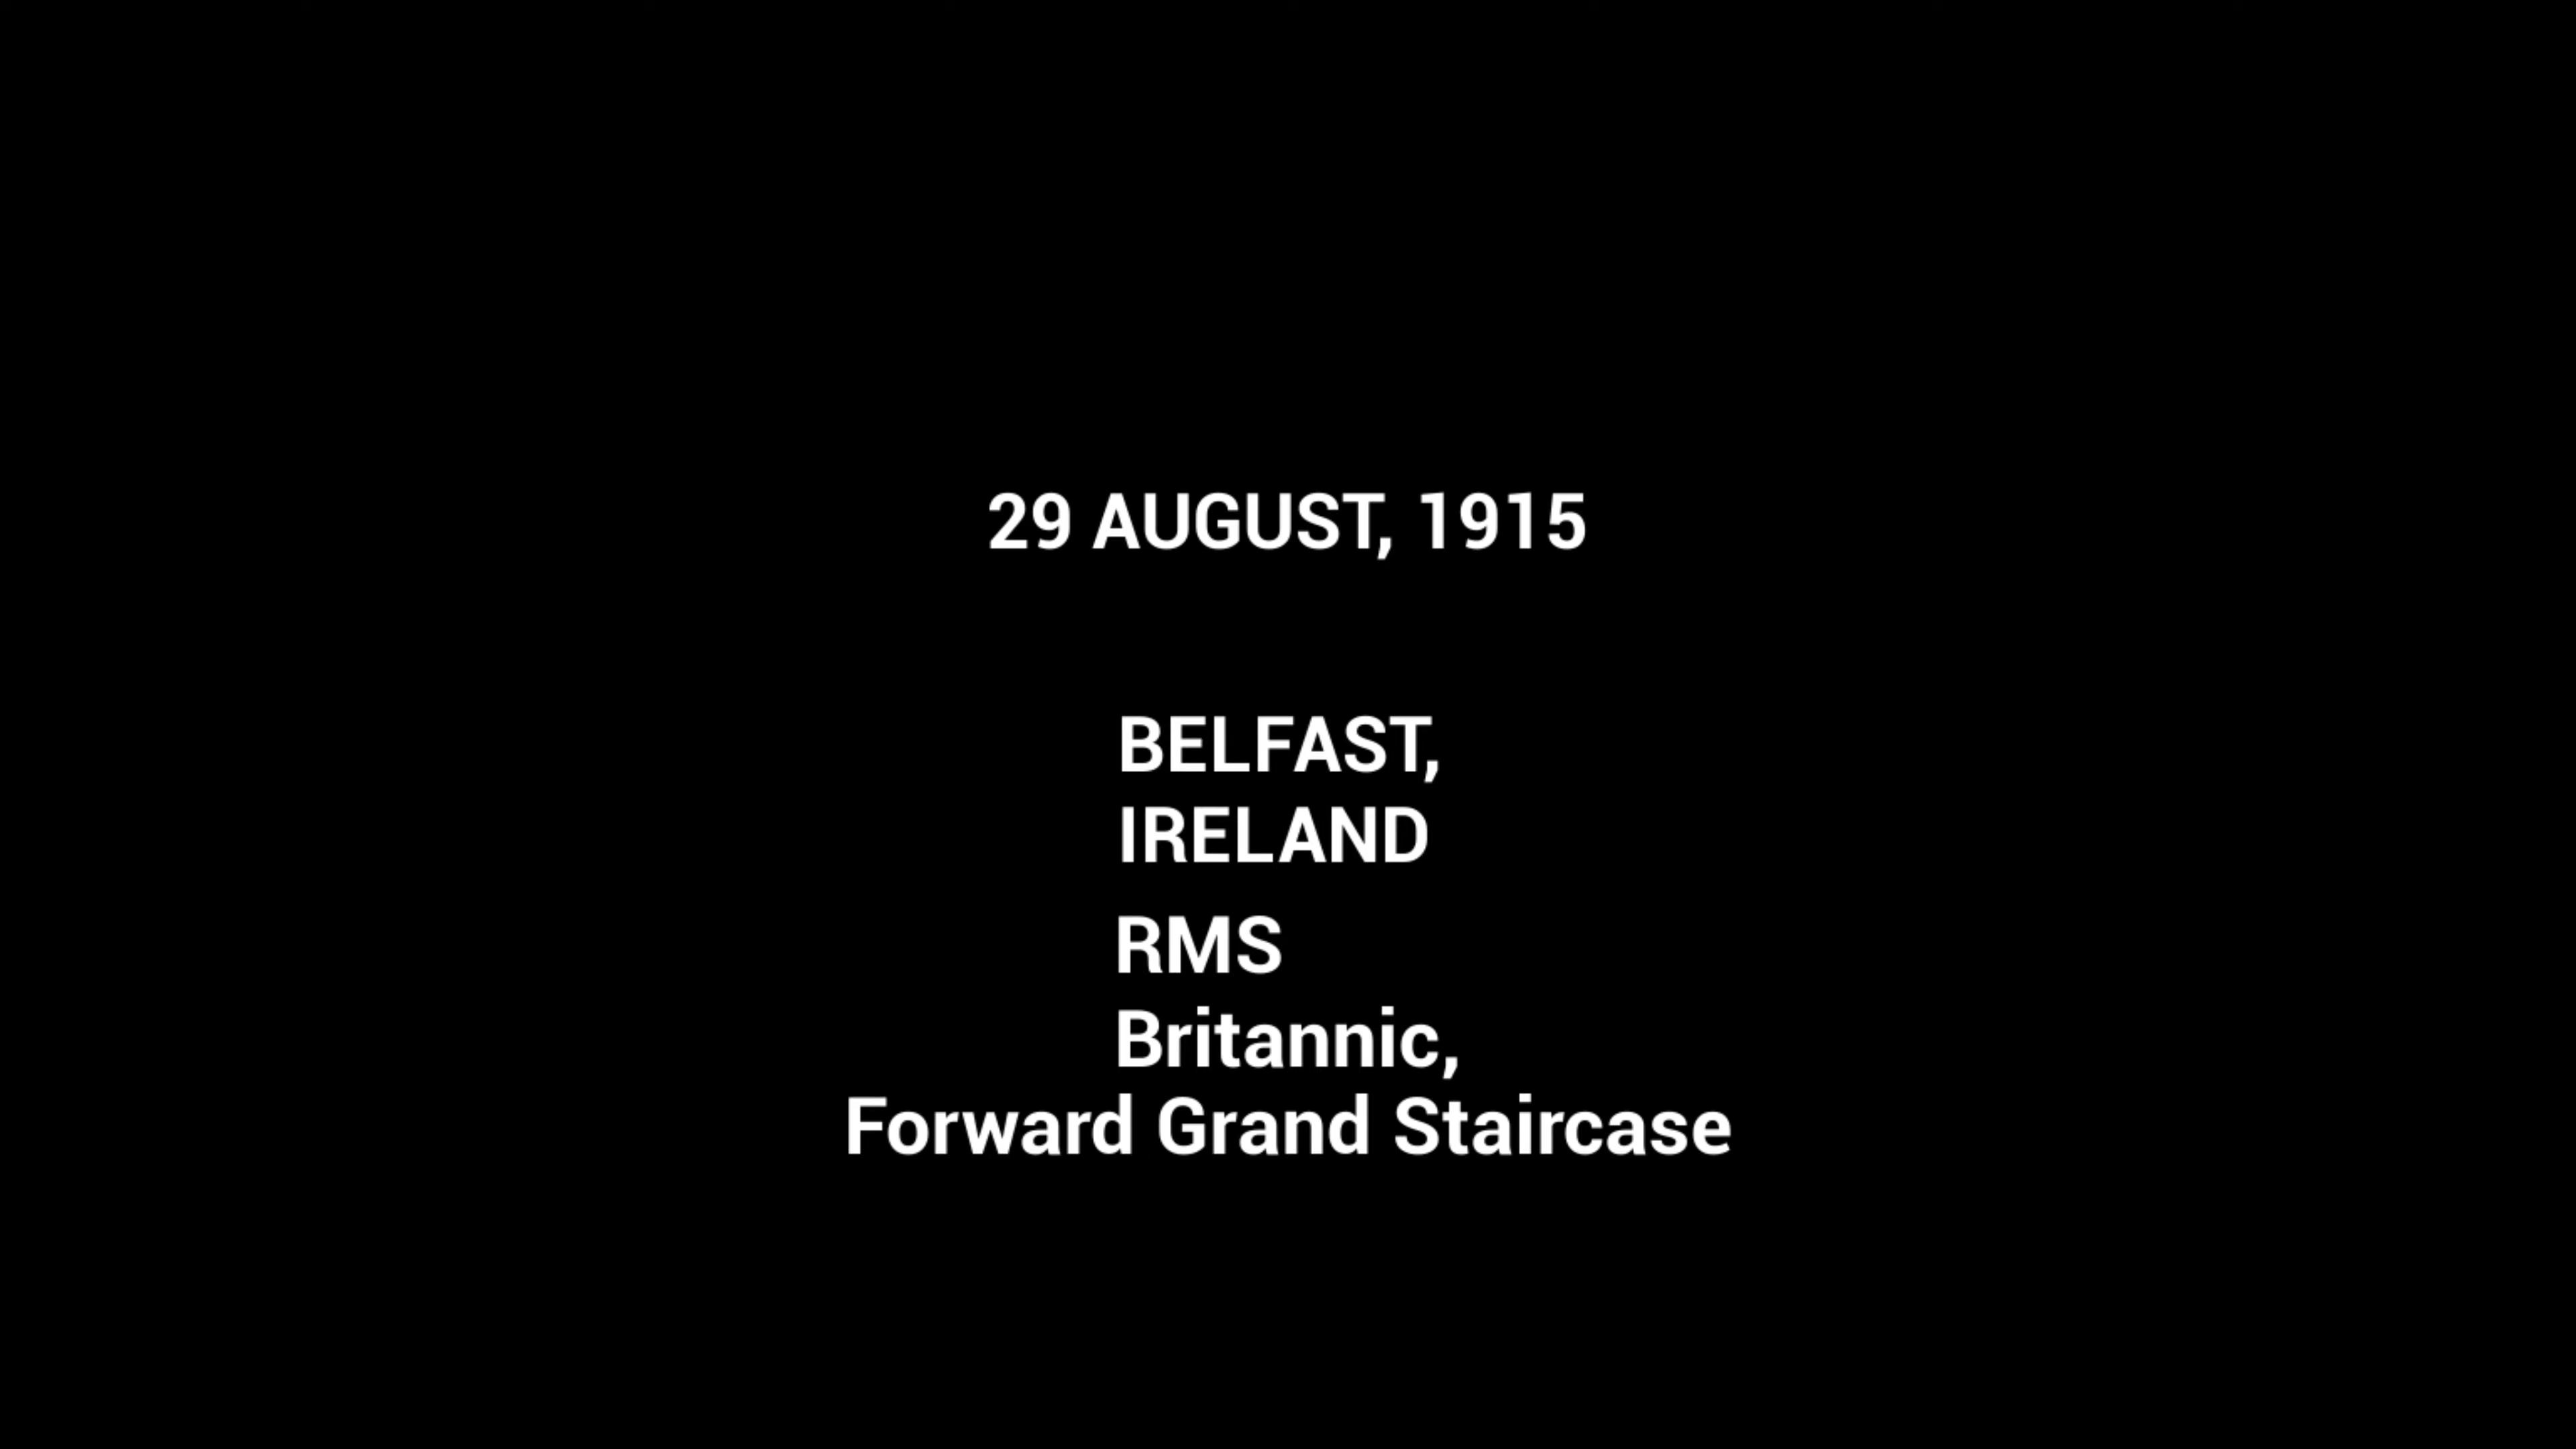 29 AUGUST, 1915
BELFAST,
IRELAND
RMS
Britannic,
Forward Grand Staircase